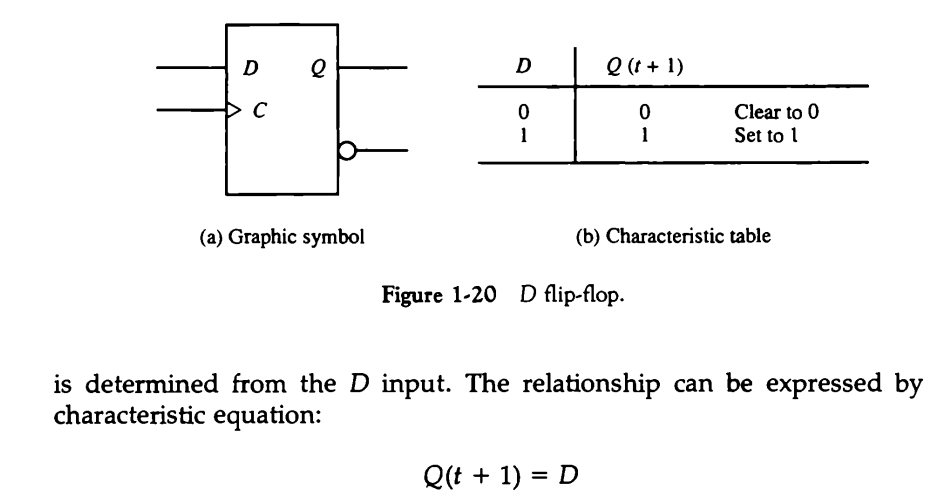 D Q
C
D Q (t + 1)
0 0 Clear to 0
1 1 Set to 1
(a) Graphic symbol
(b) Characteristic table
Figure 1-20 D flip-flop.
is determined from the D input. The relationship can be expressed by
characteristic equation:
Q(t + 1) = D